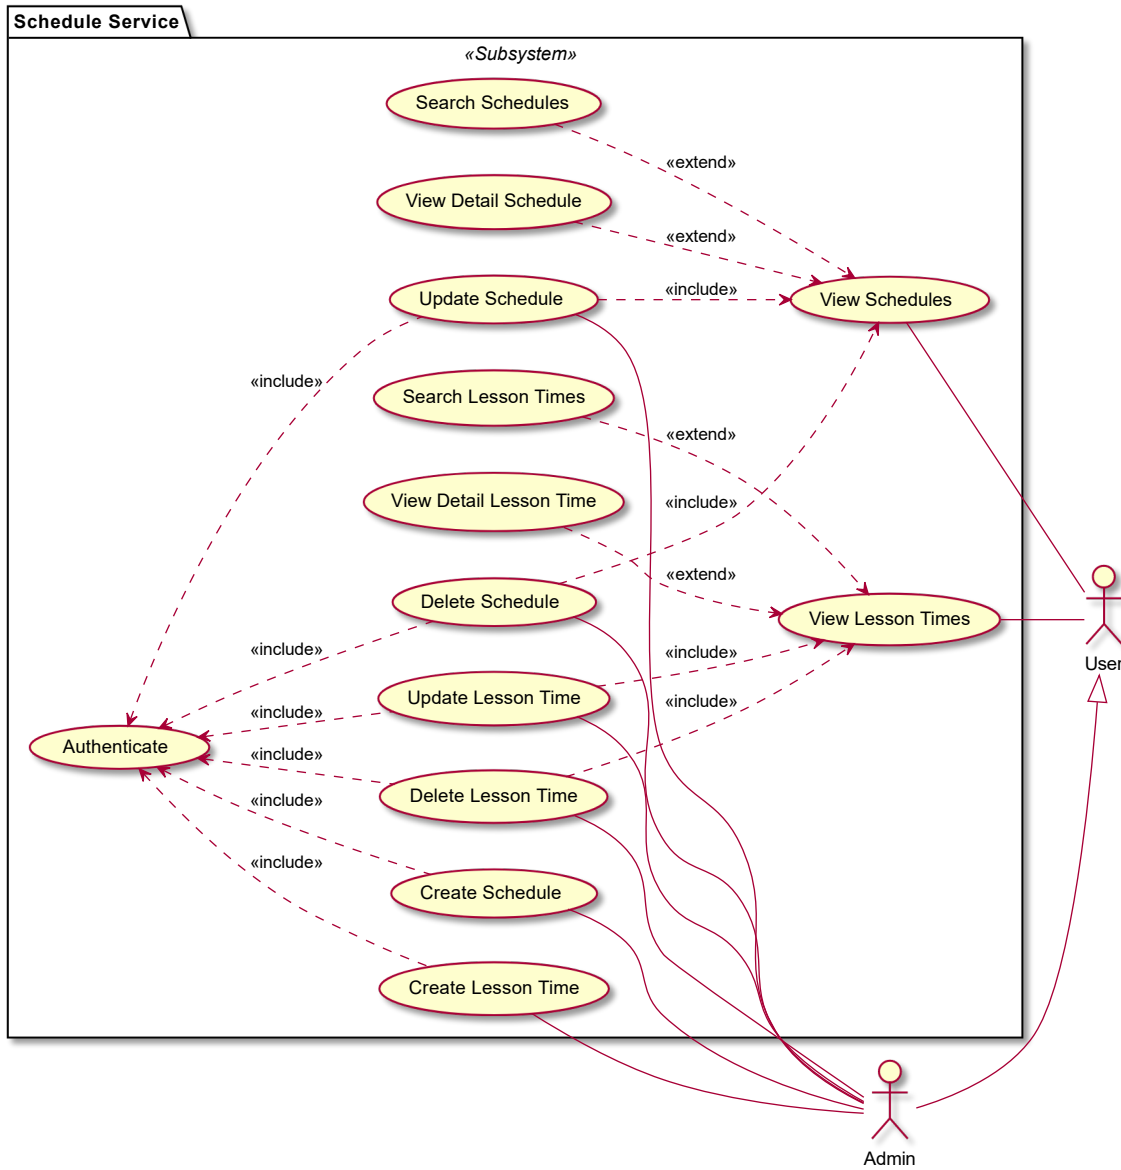 Schedule Service
«Subsystem»
Search Schedules
«extend»
View Detail Schedule
«extend»
Update Schedule
«include»
View Schedules
«include»
Search Lesson Times
«extend»
View Detail Lesson Time
«include»
«extend»
Delete Schedule
View Lesson Times
«include»
«include»
User
Update Lesson Time
«include»
«include»
Authenticate
«include»
Delete Lesson Time
«include»
«include»
Create Schedule
Create Lesson Time
Admin